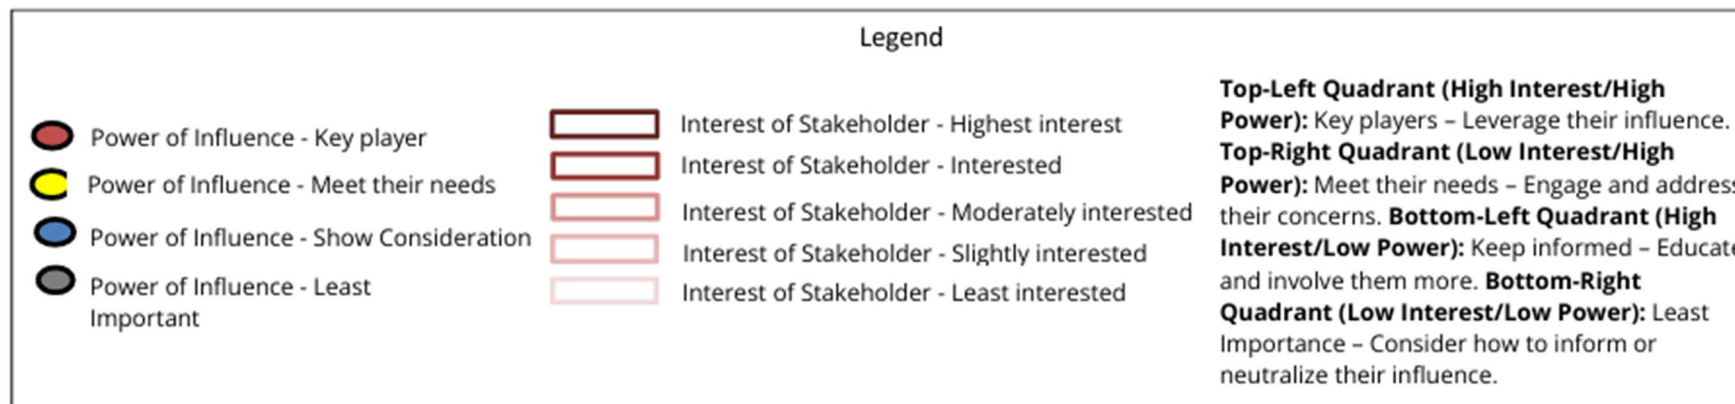 Legend
Power of Influence - Key player
Power of Influence - Meet their needs
Power of Influence - Show Consideration
Power of Influence - Least
Important
Interest of Stakeholder - Highest interest
Interest of Stakeholder - Interested
Interest of Stakeholder - Moderately interested
Interest of Stakeholder - Slightly interested
Interest of Stakeholder - Least interested
Top-Left Quadrant (High Interest/High
Power): Key players – Leverage their influence.
Top-Right Quadrant (Low Interest/High
Power): Meet their needs – Engage and address
their concerns. Bottom-Left Quadrant (High
Interest/Low Power): Keep informed – Educate
and involve them more. Bottom-Right
Quadrant (Low Interest/Low Power): Least
Importance – Consider how to inform or
neutralize their influence.